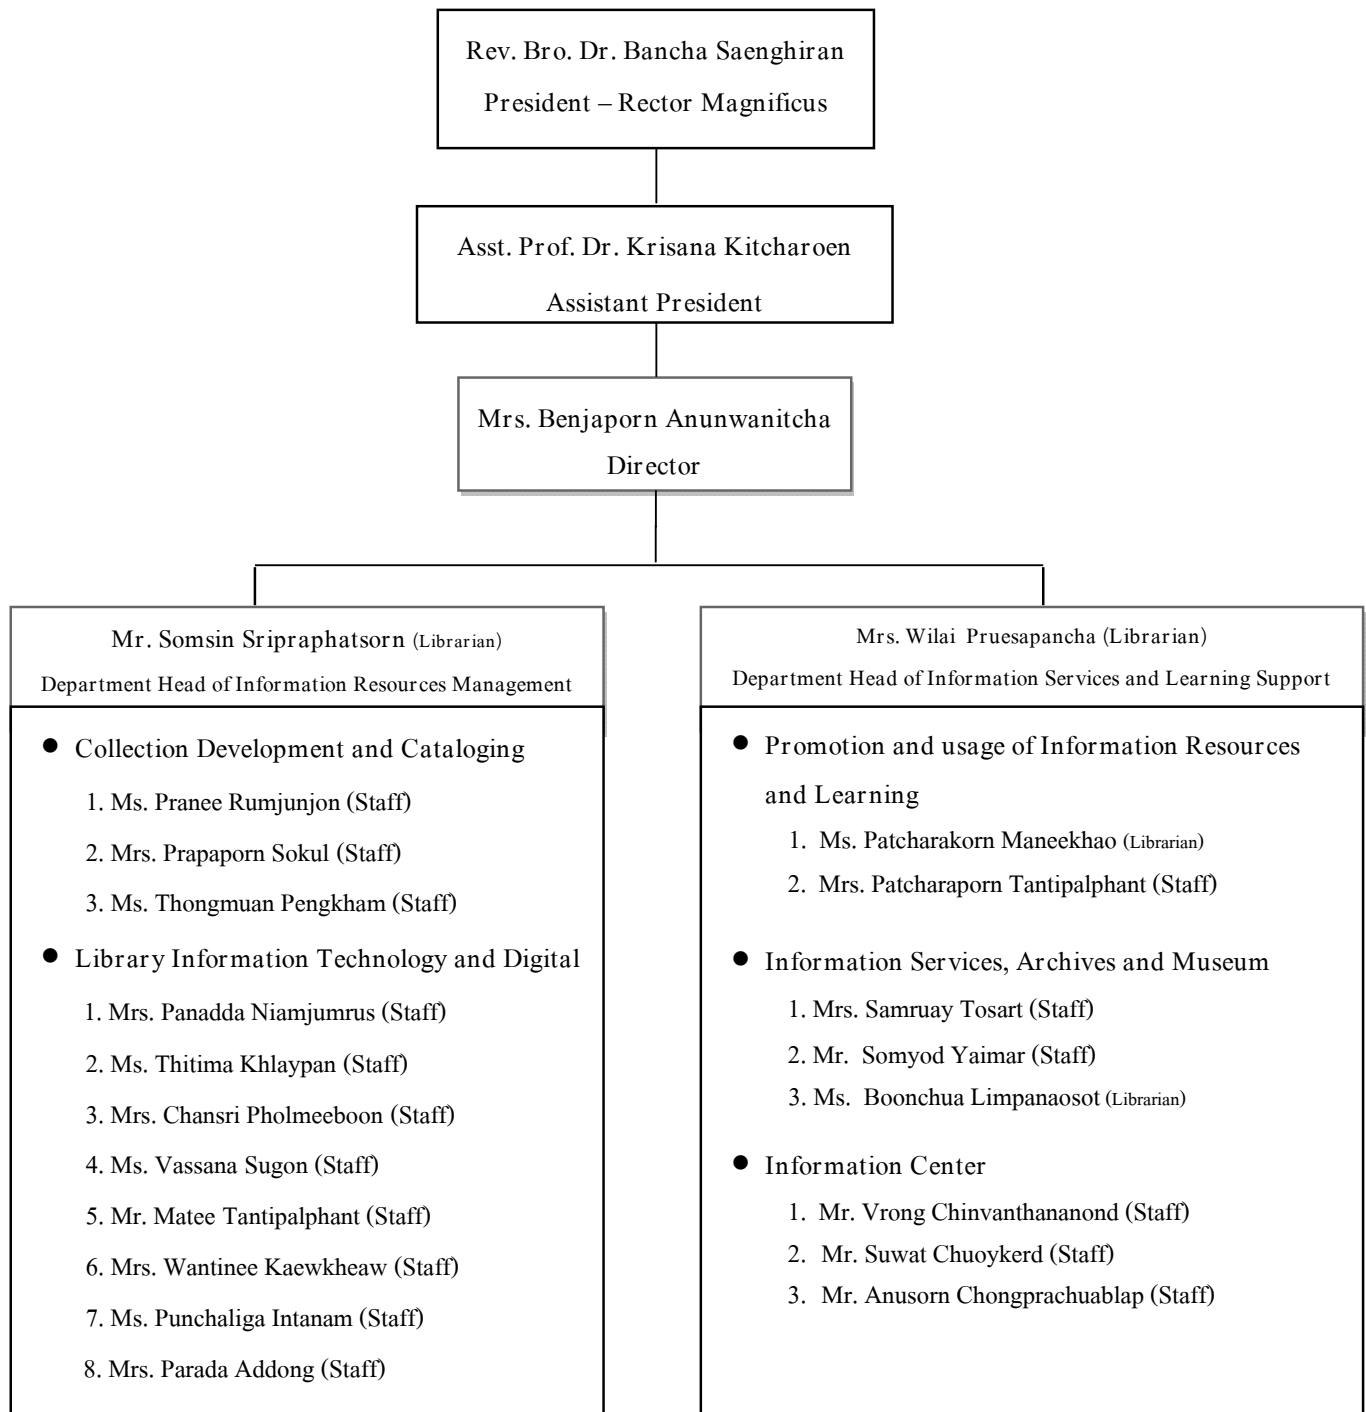 Rev. Bro. Dr. Bancha Saenghiran
President – Rector Magnificus
Asst. Prof. Dr. Krisana Kitcharoen
Assistant President
Mrs. Benjaporn Anunwanitcha
Director
Mr. Somsin Sripraphatsorn (Librarian)
Department Head of Information Resources Management
● Collection Development and Cataloging
1. Ms. Pranee Rumjunjon (Staff)
2. Mrs. Prapaporn Sokul (Staff)
3. Ms. Thongmuan Pengkham (Staff)
● Library Information Technology and Digital
1. Mrs. Panadda Niamjumrus (Staff)
2. Ms. Thitima Khlaypan (Staff)
3. Mrs. Chansri Pholmeeboon (Staff)
4. Ms. Vassana Sugon (Staff)
5. Mr. Matee Tantipalphant (Staff)
6. Mrs. Wantinee Kaewkheaw (Staff)
7. Ms. Punchaliga Intanam (Staff)
8. Mrs. Parada Addong (Staff)
Mrs. Wilai Pruesapancha (Librarian)
Department Head of Information Services and Learning Support
● Promotion and usage of Information Resources
and Learning
1. Ms. Patcharakorn Maneekhao (Librarian)
2. Mrs. Patcharaporn Tantipalphant (Staff)
● Information Services, Archives and Museum
1. Mrs. Samruay Tosart (Staff)
2. Mr. Somyod Yaimar (Staff)
3. Ms. Boonchua Limpanaosot (Librarian)
● Information Center
1. Mr. Vrong Chinvanthananond (Staff)
2. Mr. Suwat Chuoykerd (Staff)
3. Mr. Anusorn Chongprachuablap (Staff)